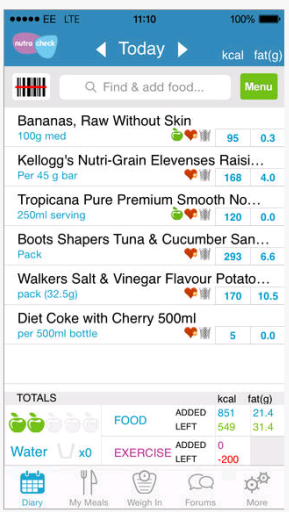 EE LTE 11:10 100%
nutra check Today kcal fat(g)
Find & add food... Menu
Bananas, Raw Without Skin
100g med 95 0.3
Kellogg's Nutri-Grain Elevenses Raisi...
Per 45 g bar 168 4.0
Tropicana Pure Premium Smooth No...
250ml serving 120 0.0
Boots Shapers Tuna & Cucumber San...
Pack 293 6.6
Walkers Salt & Vinegar Flavour Potato...
pack (32.5g) 170 10.5
Diet Coke with Cherry 500ml
per 500ml bottle 5 0.0
TOTALS kcal fat(g)
FOOD ADDED 851 21.4
LEFT 549 31.4
Water x0 EXERCISE ADDED 0
LEFT -200
Diary My Meals Weigh In Forums More